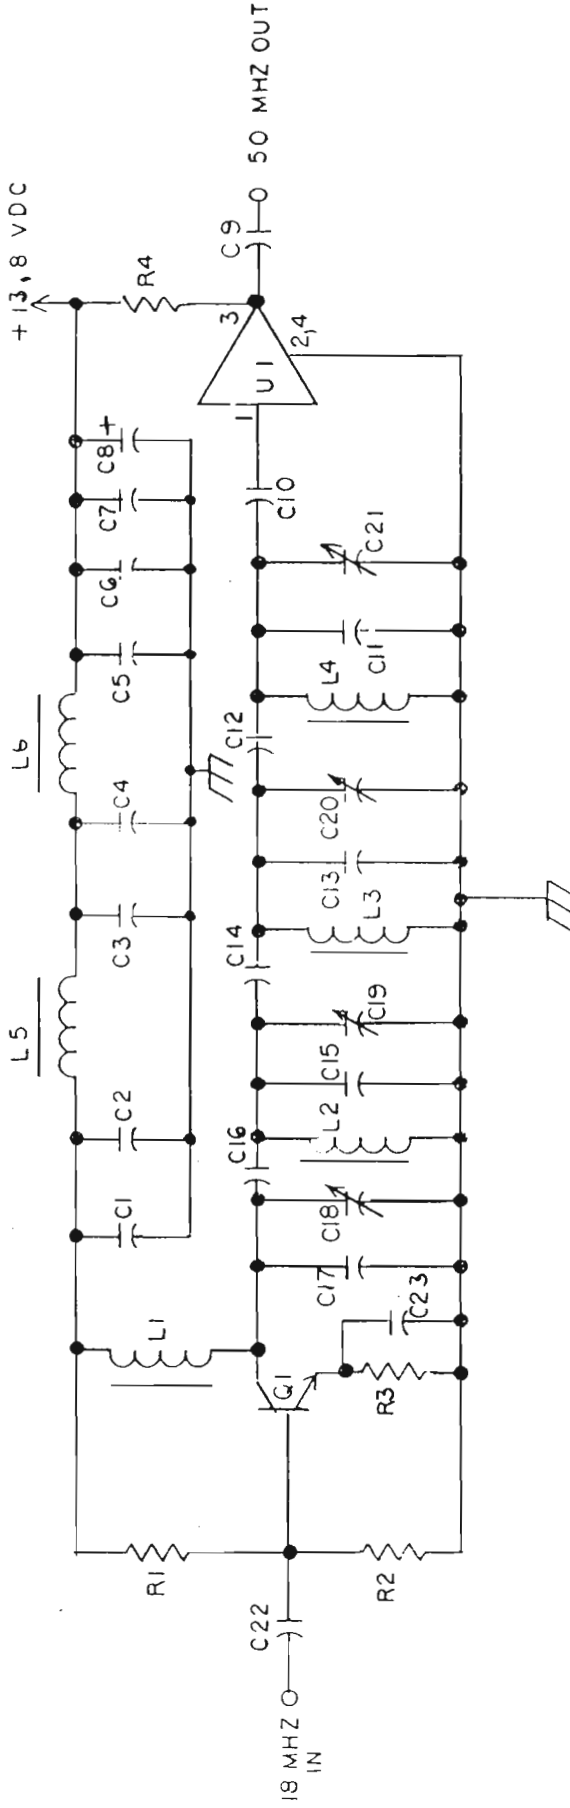 +13,8 VDC
L5
L6
C1
C2
C3
C4
C5
C6
C7
C8 +
R1
L1
R4
C22
C16
C14
C12
C9
3
18 MHZ
IN
Q1
1
U1
50 MHZ OUT
C10
2,4
C17
C18
L2
C15
C19
C13
C20
L3
L4
C11
C21
R2
R3
C23